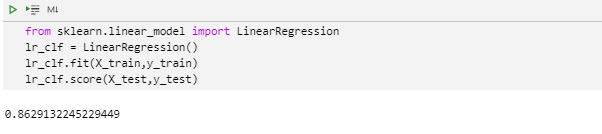 M↓
from sklearn.linear_model import LinearRegression
lr_clf = LinearRegression()
lr_clf.fit(X_train,y_train)
lr_clf.score(X_test,y_test)
0.8629132245229449